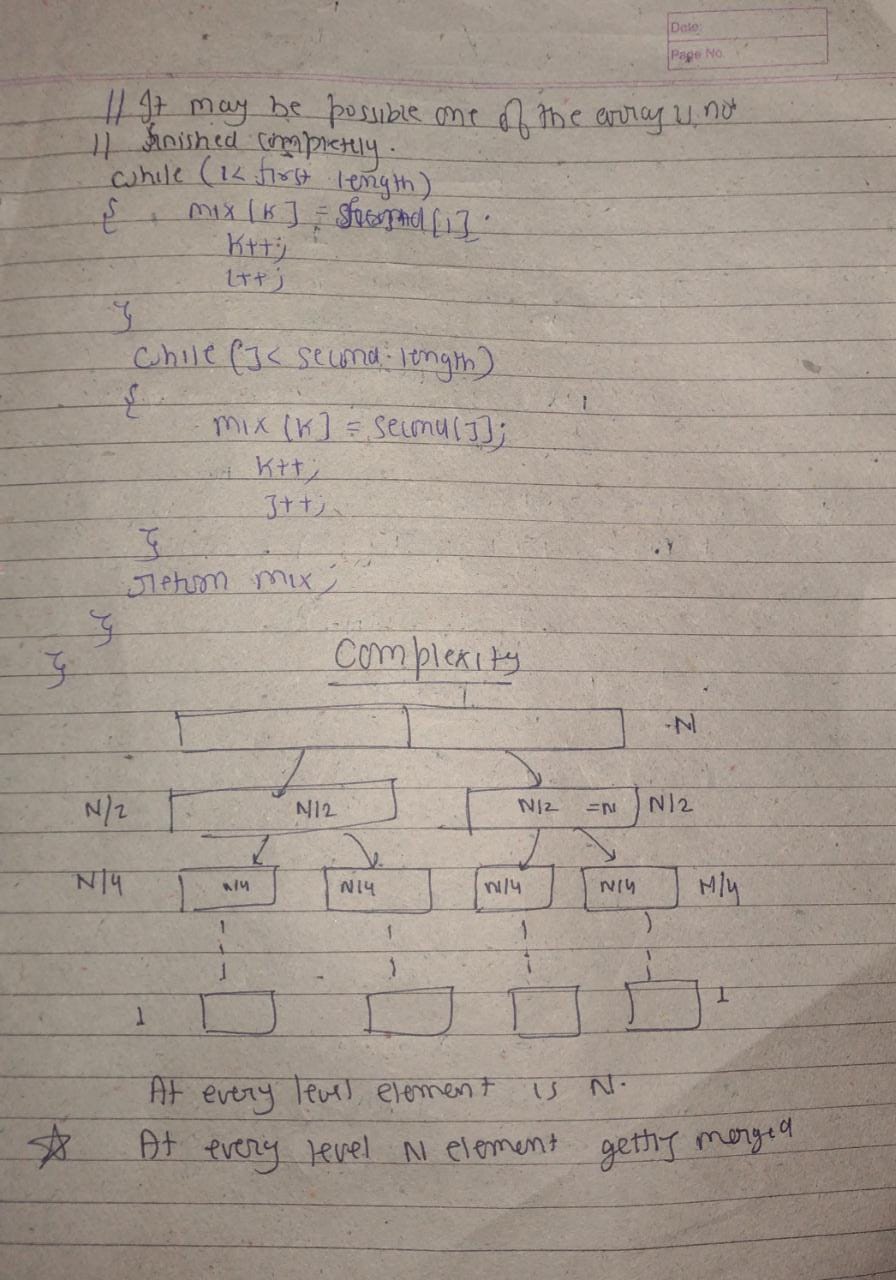 Date:
Page No.
// It may be possible one of the array is not
// finished completly.
while (i< first length)
{ mix [K] = [i]
K++;
i++;
}
while (J< second.length)
{
mix [K] = second[J];
K++;
J++;
}
return mix;
}
}
Complexity
N
N/2 N/2 N/2 =N N/2
N/4 N/4 N/4 N/4 N/4 N/4
1 1
At every level element is N.
☆ At every level N element getting merged